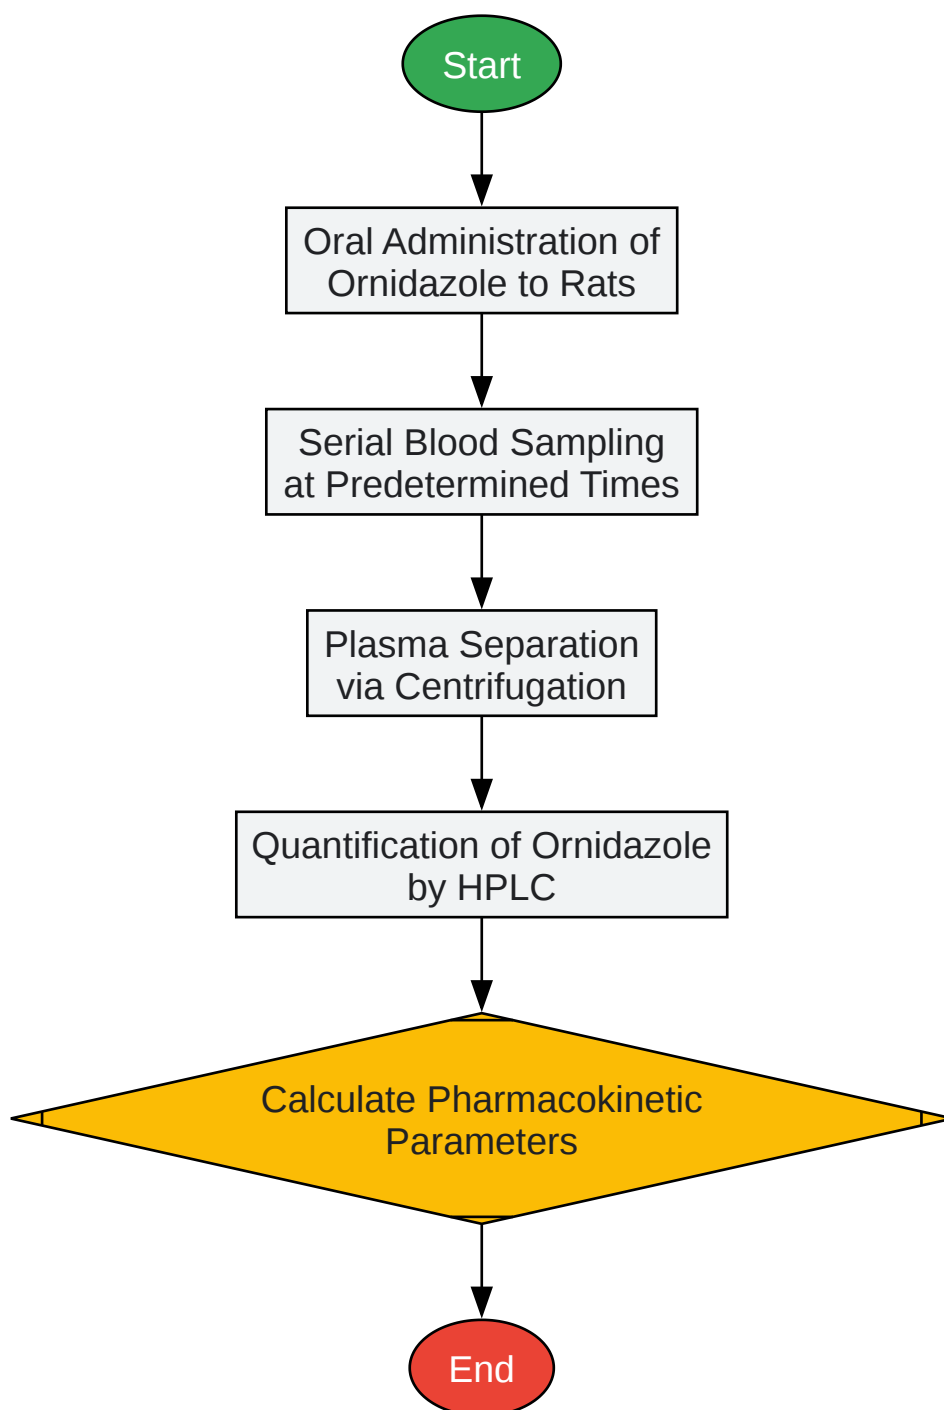 Start
Oral Administration of
Ornidazole to Rats
Serial Blood Sampling
at Predetermined Times
Plasma Separation
via Centrifugation
Quantification of Ornidazole
by HPLC
Calculate Pharmacokinetic
Parameters
End